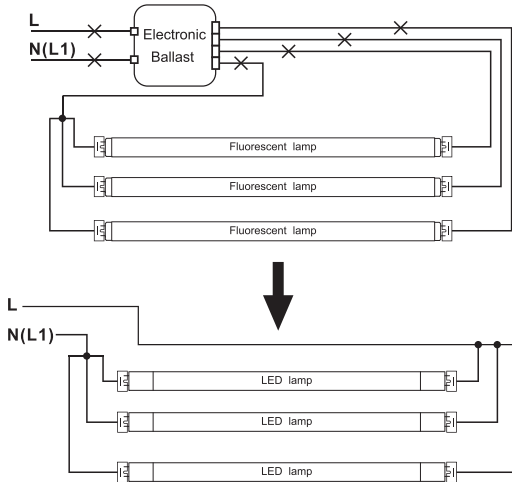 L
N(L1)
Electronic
Ballast
Fluorescent lamp
Fluorescent lamp
Fluorescent lamp
L
N(L1)
LED lamp
LED lamp
LED lamp